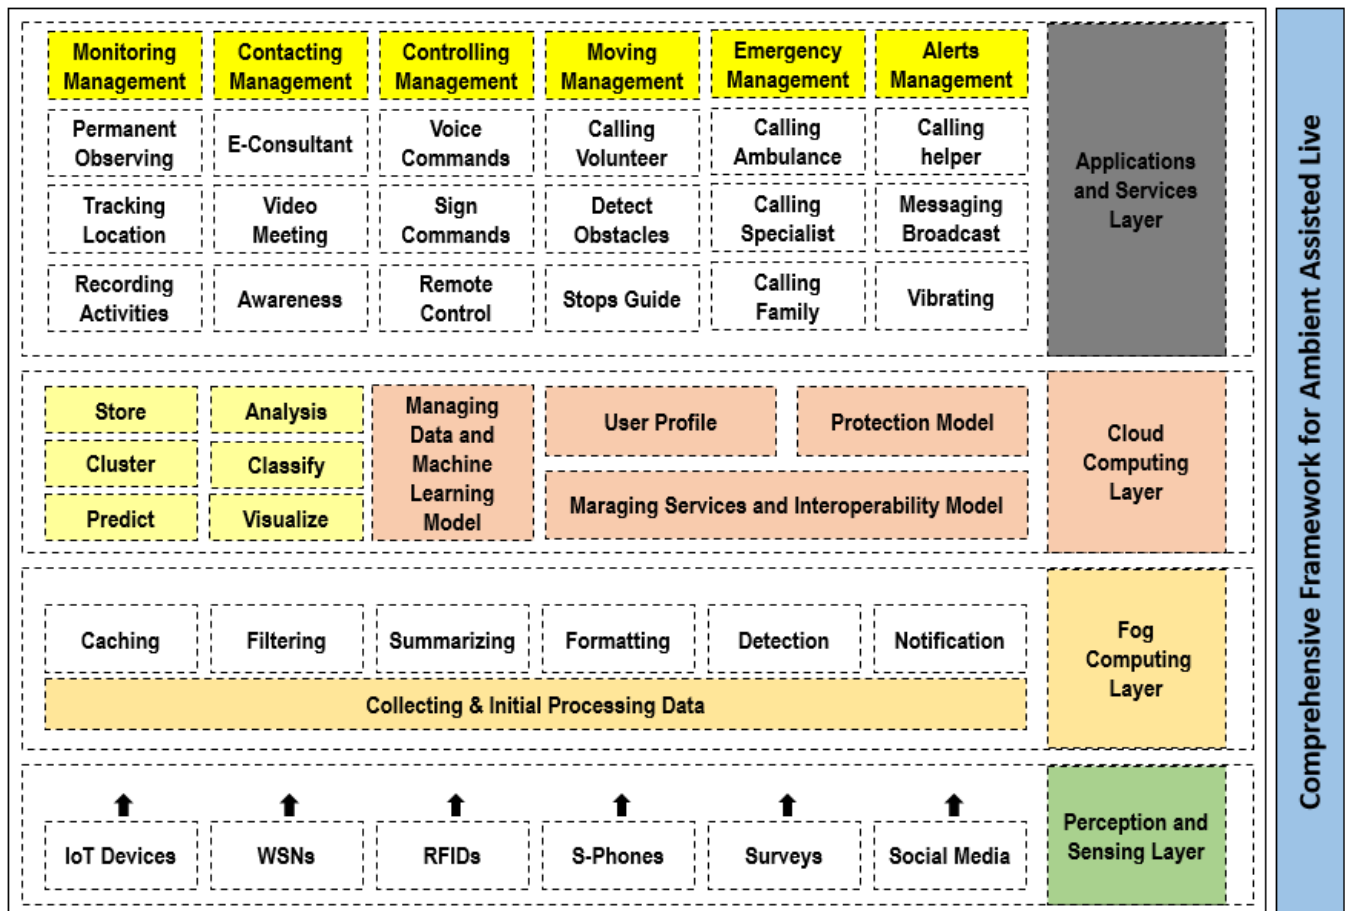 Monitoring
Management
Contacting
Management
Controlling
Management
Moving
Management
Emergency
Management
Alerts
Management
Permanent
Observing
E-Consultant
Voice
Commands
Calling
Volunteer
Calling
Ambulance
Calling
helper
Tracking
Location
Video
Meeting
Sign
Commands
Detect
Obstacles
Calling
Specialist
Messaging
Broadcast
Recording
Activities
Awareness
Remote
Control
Stops Guide
Calling
Family
Vibrating
Applications
and Services
Layer
Store
Analysis
Cluster
Classify
Predict
Visualize
Managing
Data and
Machine
Learning
Model
User Profile
Protection Model
Maraging Services and Interoperability Model
Cloud
Computing
Layer
Caching
Filtering
Summarizing
Formatting
Detection
Notification
Collecting & Initial Processing Data
Fog
Computing
Layer
IoT Devices
WSNs
RFIDs
S-Phones
Surveys
Social Media
Perception and
Sensing Layer
Comprehensive Framework for Ambient Assisted Live